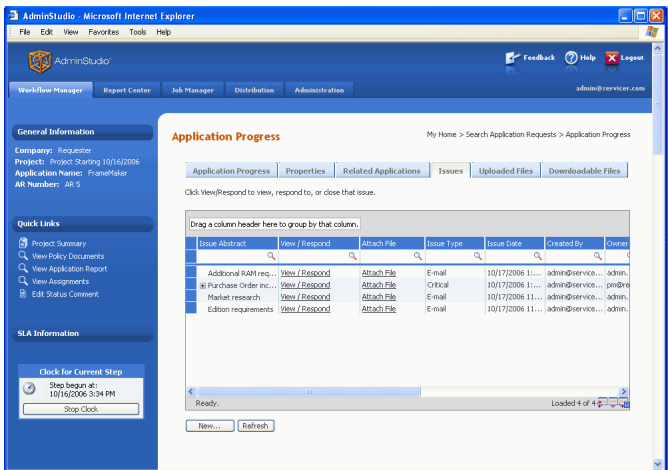 AdminStudio - Microsoft Internet Explorer
File Edit View Favorites Tools Help
AdminStudio
Feedback Help Logout
Workflow Manager Report Center Job Manager Distribution Administration admin@servicer.com
General Information
Company: Requester
Project: Project Starting 10/16/2006
Application Name: FrameMaker
AR Number: AR 5
Quick Links
Project Summary
View Policy Documents
View Application Report
View Assignments
Edit Status Comment
SLA Information
Clock for Current Step
Step begun at:
10/16/2006 3:34 PM
Stop Clock
Application Progress
My Home > Search Application Requests > Application Progress
Application Progress Properties Related Applications Issues Uploaded Files Downloadable Files
Click View/Respond to view, respond to, or close that issue.
Drag a column header here to group by that column.
Issue Abstract View / Respond Attach File Issue Type Issue Date Created By Owner
Additional RAM req... View / Respond Attach File E-mail 10/17/2006 1:... admin@service... admin.
Purchase Order inc... View / Respond Attach File Critical 10/17/2006 1:... admin@service... pm@re
Market research View / Respond Attach File E-mail 10/17/2006 11... admin@service... admin.
Edition requirements View / Respond Attach File E-mail 10/17/2006 11... admin@service... admin.
Ready. Loaded 4 of 4
New... Refresh